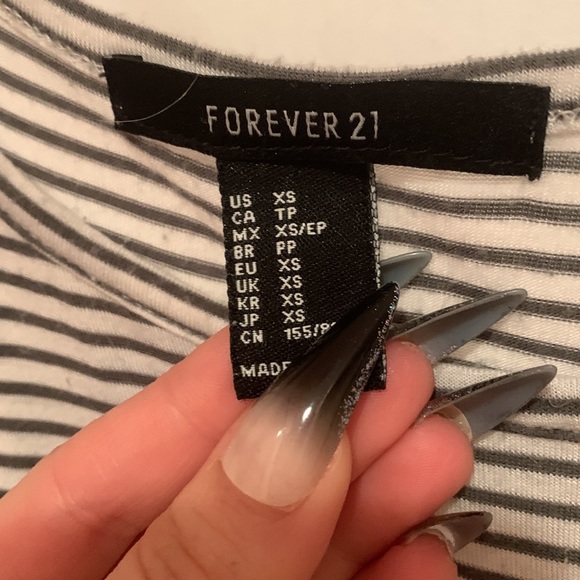 FOREVER 21
US XS
CA TP
MX XS/EP
BR PP
EU XS
UK XS
KR XS
JP XS
CN
MADE